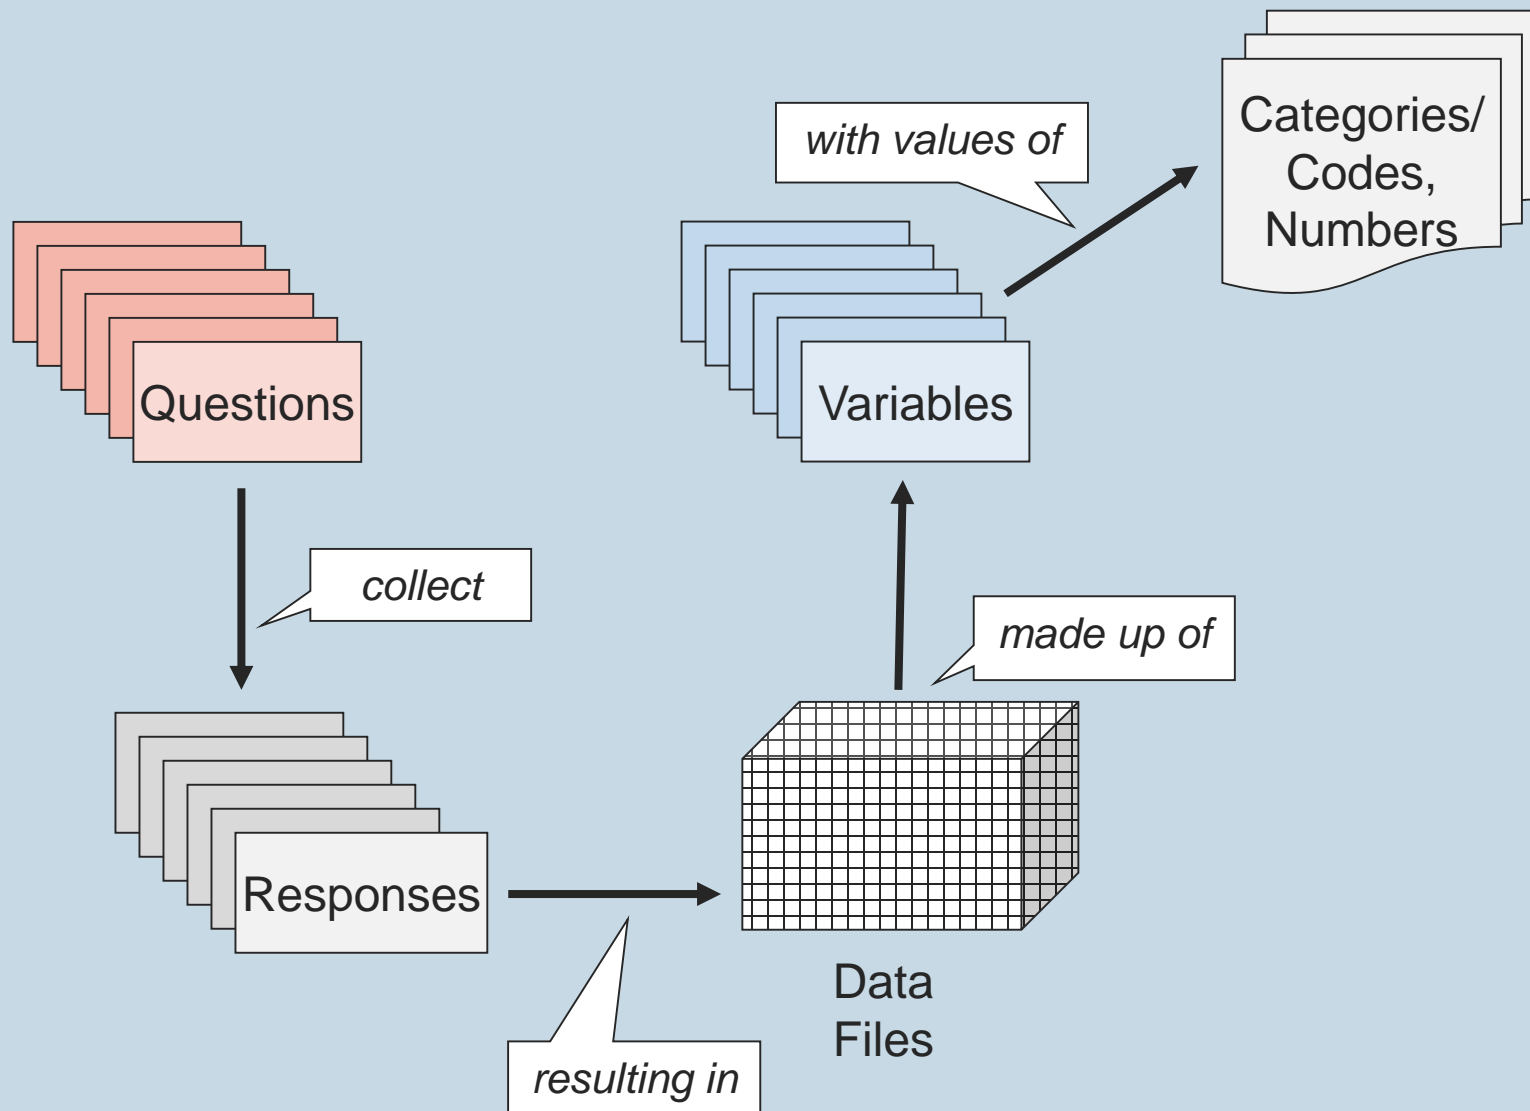 Questions
collect
Responses
resulting in
Data
Files
made up of
Variables
with values of
Categories/
Codes,
Numbers